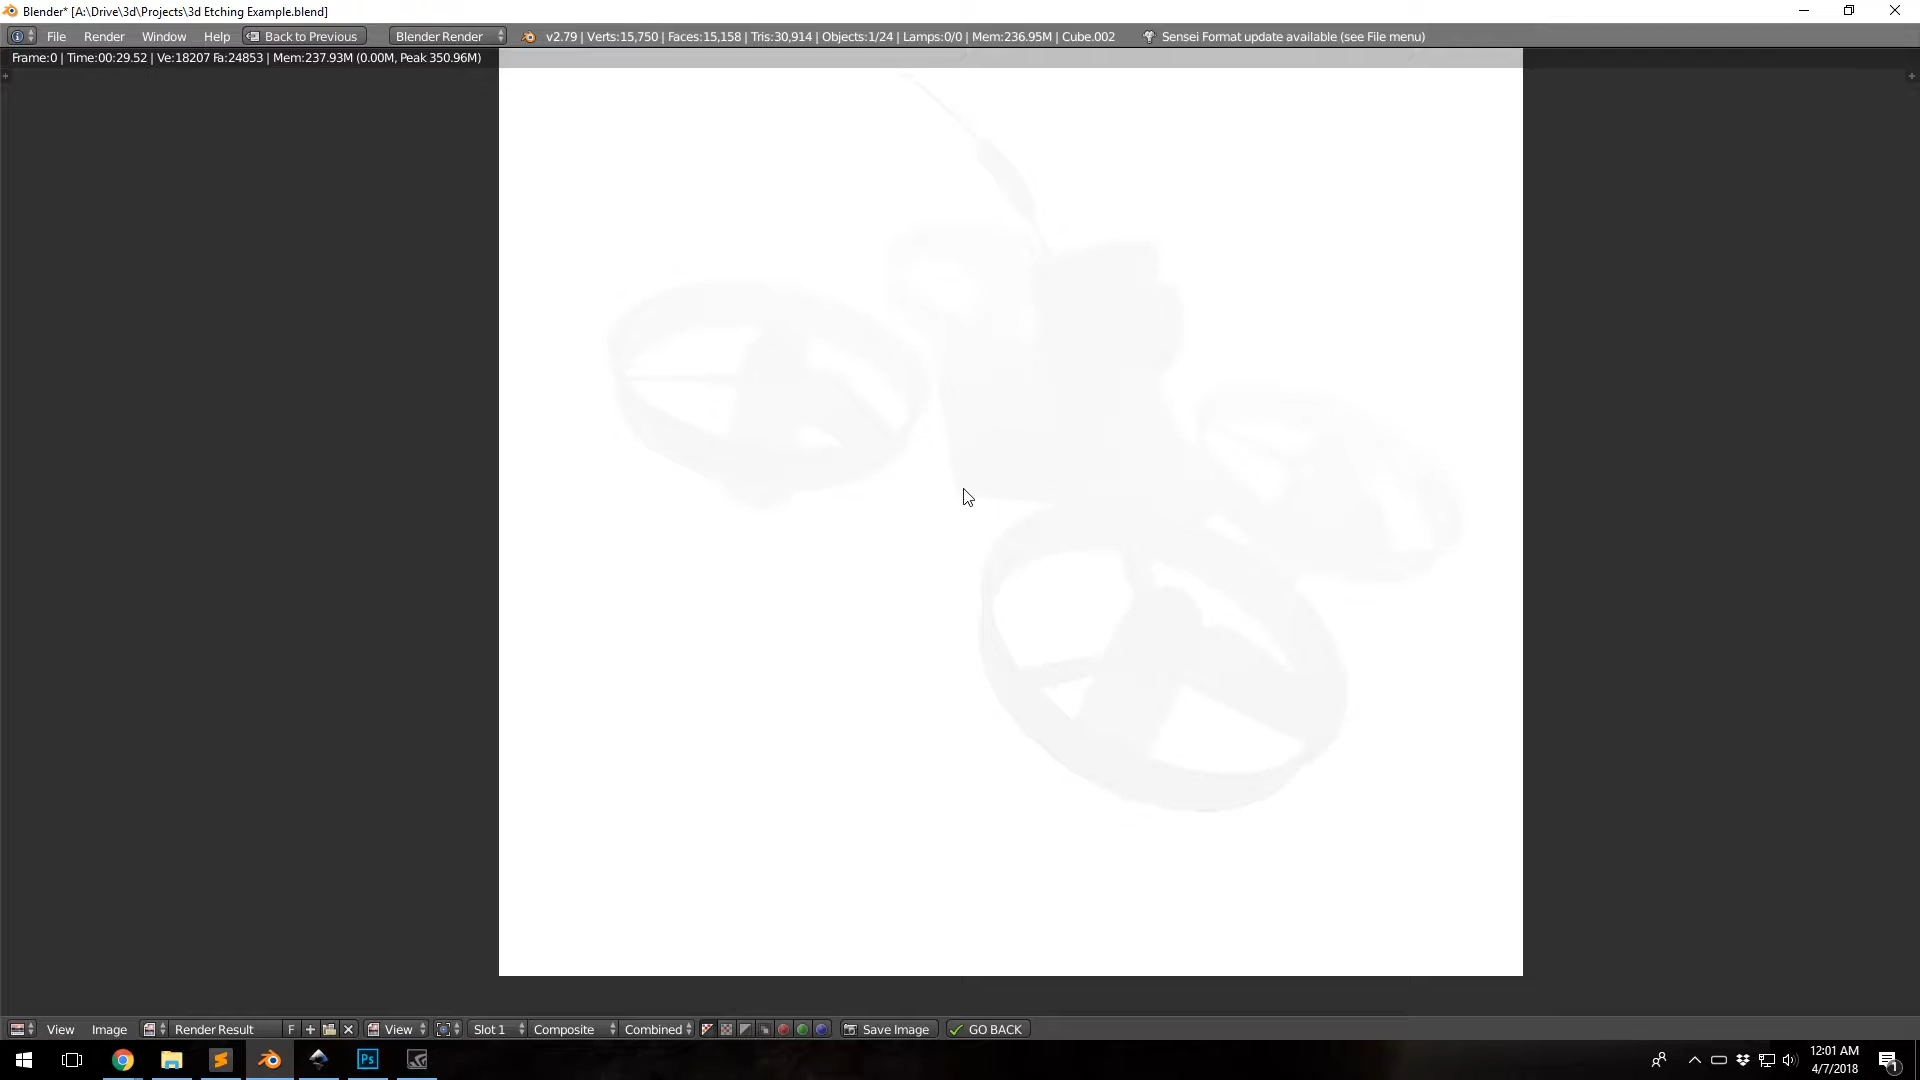 Blender* [A:\Drive\3d\Projects\3d Etching Example.blend]
File Render Window Help Back to Previous Blender Render v2.79 | Verts:15,750 | Faces:15,158 | Tris:30,914 | Objects:1/24 | Lamps:0/0 | Mem:236.95M | Cube.002 Sensei Format update available (see File menu)
Frame:0 | Time:00:29.52 | Ve:18207 Fa:24853 | Mem:237.93M (0.00M, Peak 350.96M)
View Image Render Result F View Slot 1 Composite Combined Save Image GO BACK
Ps
12:01 AM
4/7/2018
1